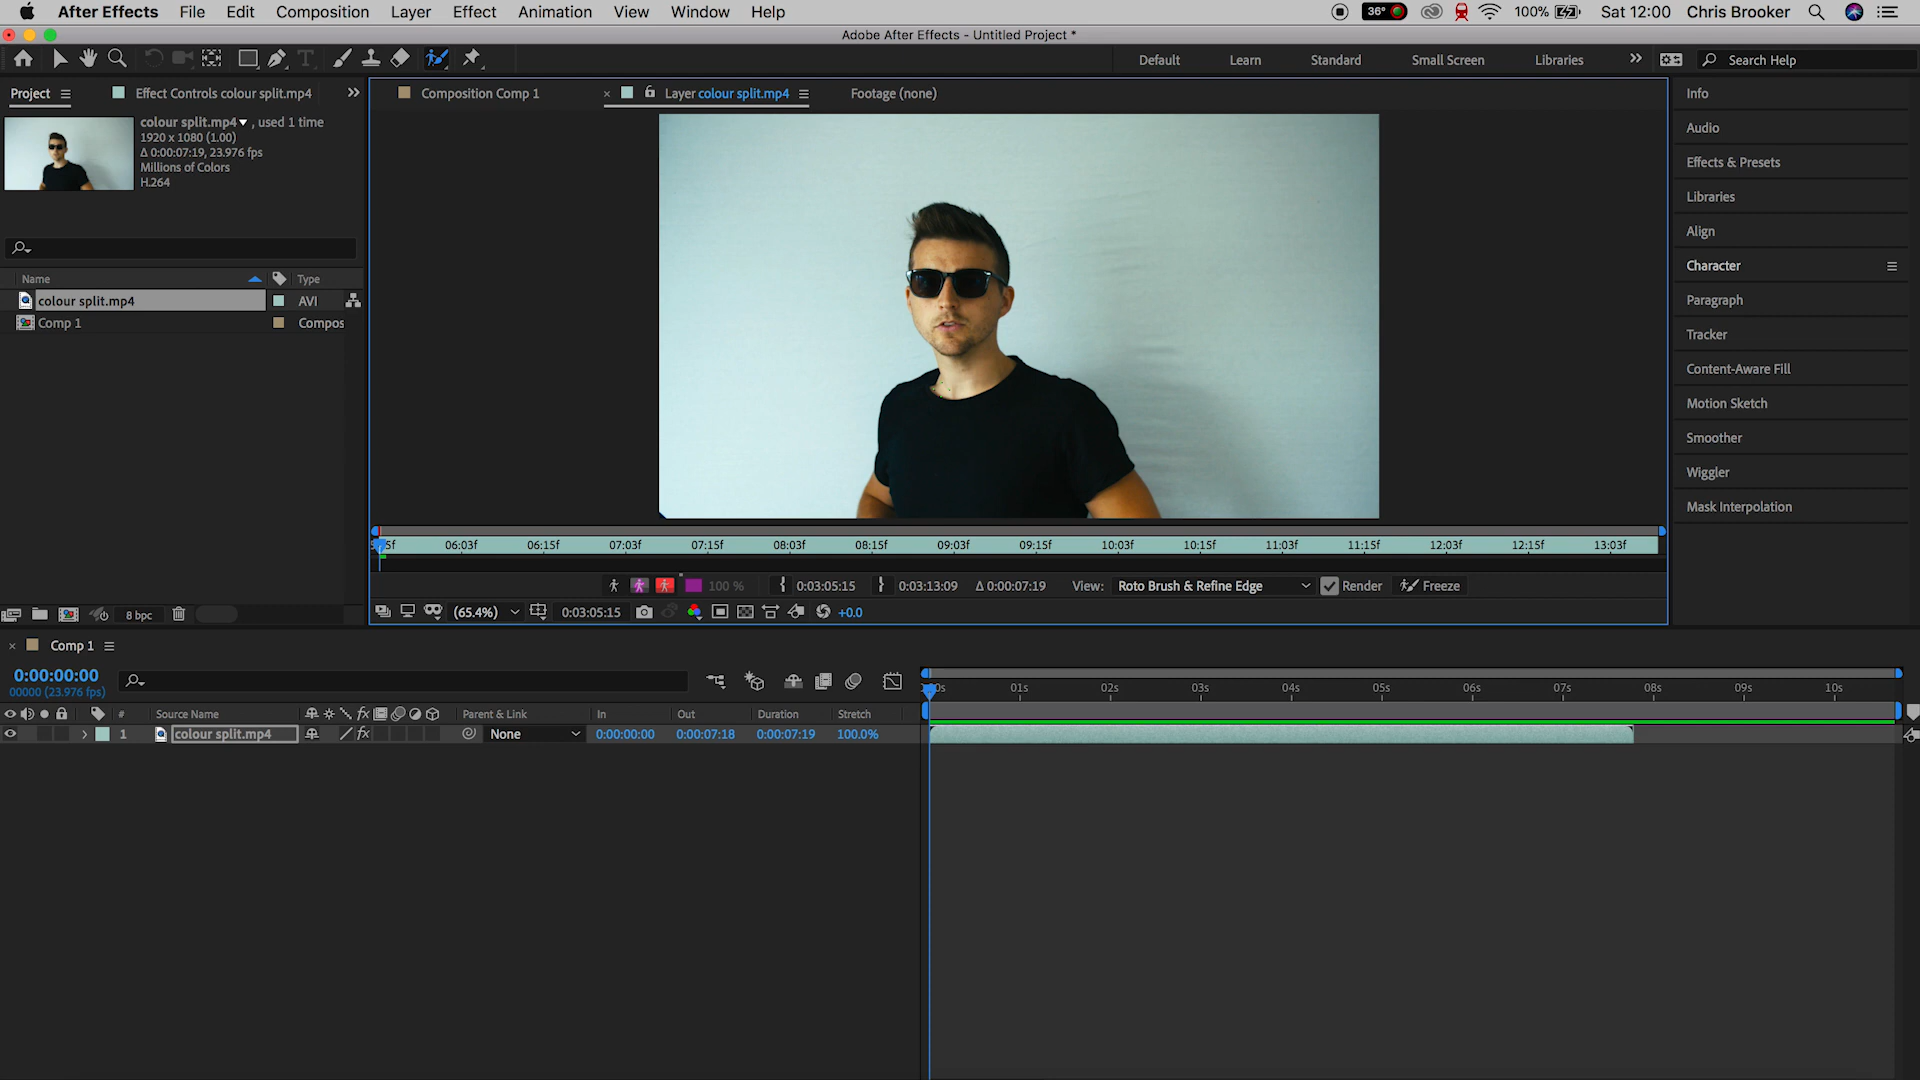 After Effects File Edit Composition Layer Effect Animation View Window Help 36° 100% Sat 12:00 Chris Brooker
Adobe After Effects - Untitled Project *
Default Learn Standard Small Screen Libraries Search Help
Project Effect Controls colour split.mp4 Composition Comp 1 Layer colour split.mp4 Footage (none)
colour split.mp4 , used 1 time
1920 x 1080 (1.00)
Δ 0:00:07:19, 23.976 fps
Millions of Colors
H.264
Name Type
colour split.mp4 AVI
Comp 1 Compos
8 bpc
Info
Audio
Effects & Presets
Libraries
Align
Character
Paragraph
Tracker
Content-Aware Fill
Motion Sketch
Smoother
Wiggler
Mask Interpolation
06:03f 06:15f 07:03f 07:15f 08:03f 08:15f 09:03f 09:15f 10:03f 10:15f 11:03f 11:15f 12:03f 12:15f 13:03f
100 % 0:03:05:15 0:03:13:09 Δ 0:00:07:19 View: Roto Brush & Refine Edge Render Freeze
(65.4%) 0:03:05:15 +0.0
Comp 1
0:00:00:00
00000 (23.976 fps)
01s 02s 03s 04s 05s 06s 07s 08s 09s 10s
# Source Name fx Parent & Link In Out Duration Stretch
1 colour split.mp4 fx None 0:00:00:00 0:00:07:18 0:00:07:19 100.0%